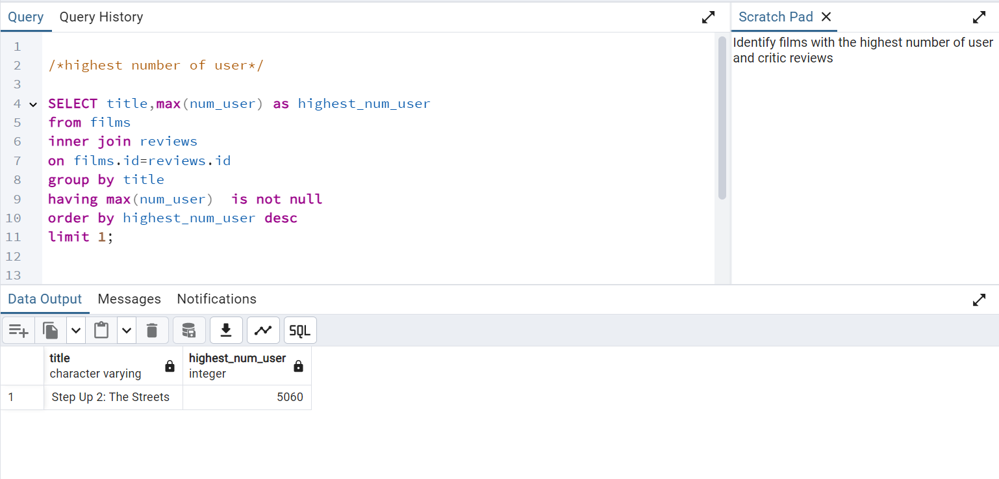 Query Query History
Scratch Pad
1
2 /*highest number of user*/
3
4 SELECT title,max(num_user) as highest_num_user
5 from films
6 inner join reviews
7 on films.id=reviews.id
8 group by title
9 having max(num_user)  is not null
10 order by highest_num_user desc
11 limit 1;
12
13
Identify films with the highest number of user
and critic reviews
Data Output Messages Notifications
SQL
title highest_num_user
character varying integer
1 Step Up 2: The Streets 5060